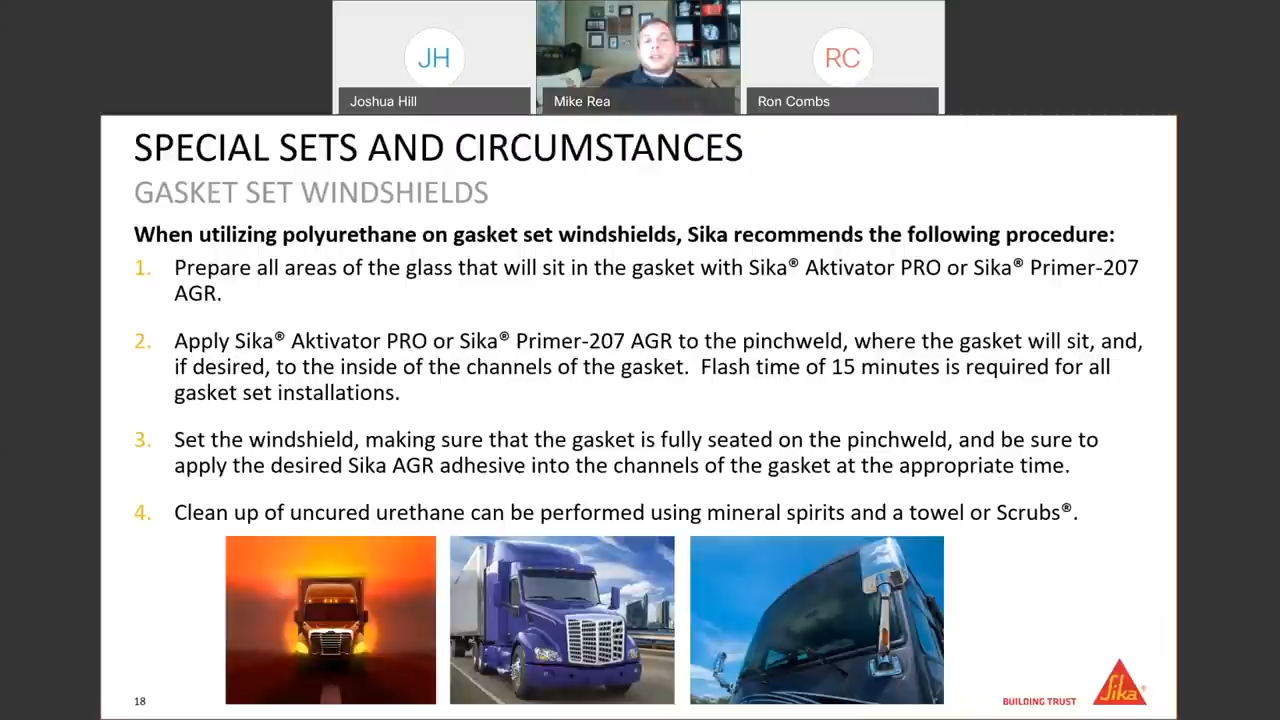 JH
RC
Joshua Hill
Mike Rea
Ron Combs
SPECIAL SETS AND CIRCUMSTANCES
GASKET SET WINDSHIELDS
When utilizing polyurethane on gasket set windshields, Sika recommends the following procedure:
1. Prepare all areas of the glass that will sit in the gasket with Sika® Aktivator PRO or Sika® Primer-207
AGR.
2. Apply Sika® Aktivator PRO or Sika® Primer-207 AGR to the pinchweld, where the gasket will sit, and,
if desired, to the inside of the channels of the gasket.  Flash time of 15 minutes is required for all
gasket set installations.
3. Set the windshield, making sure that the gasket is fully seated on the pinchweld, and be sure to
apply the desired Sika AGR adhesive into the channels of the gasket at the appropriate time.
4. Clean up of uncured urethane can be performed using mineral spirits and a towel or Scrubs®.
18
BUILDING TRUST
Sika®